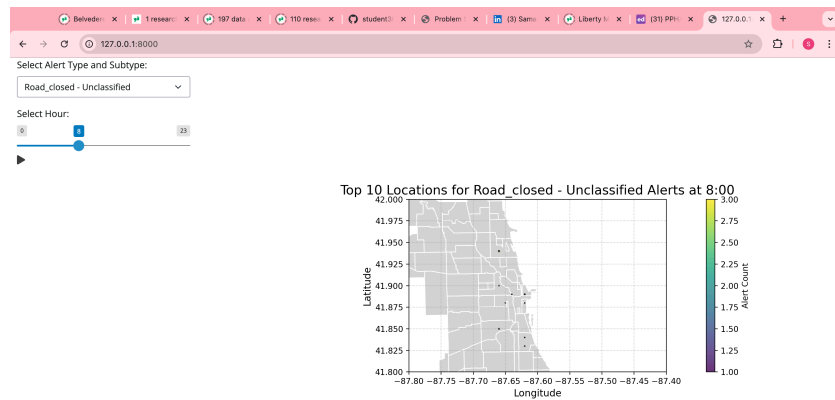 Belveder
1 researc
197 data
110 resea
student3
Problem
(3) Sama
Liberty M
ed (31) PPH
127.0.0.1
127.0.0.1:8000
S
Select Alert Type and Subtype:
Road_closed - Unclassified
Select Hour:
0 8 23
Top 10 Locations for Road_closed - Unclassified Alerts at 8:00
42.000
41.975
41.950
41.925
41.900
41.875
41.850
41.825
41.800
Latitude
−87.80 −87.75 −87.70 −87.65 −87.60 −87.55 −87.50 −87.45 −87.40
Longitude
3.00
2.75
2.50
2.25
2.00
1.75
1.50
1.25
1.00
Alert Count